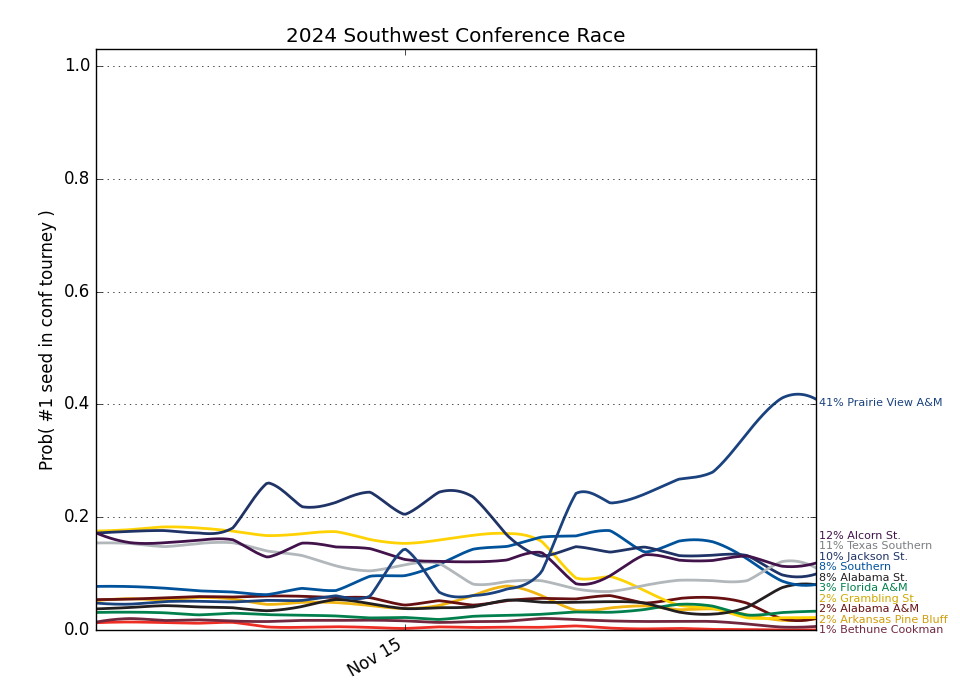 2024 Southwest Conference Race
Prob( #1 seed in conf tourney )
1.0
0.8
0.6
0.4
0.2
0.0
Nov 15
41% Prairie View A&M
12% Alcorn St.
11% Texas Southern
10% Jackson St.
8% Southern
8% Alabama St.
3% Florida A&M
2% Grambling St.
2% Alabama A&M
2% Arkansas Pine Bluff
1% Bethune Cookman